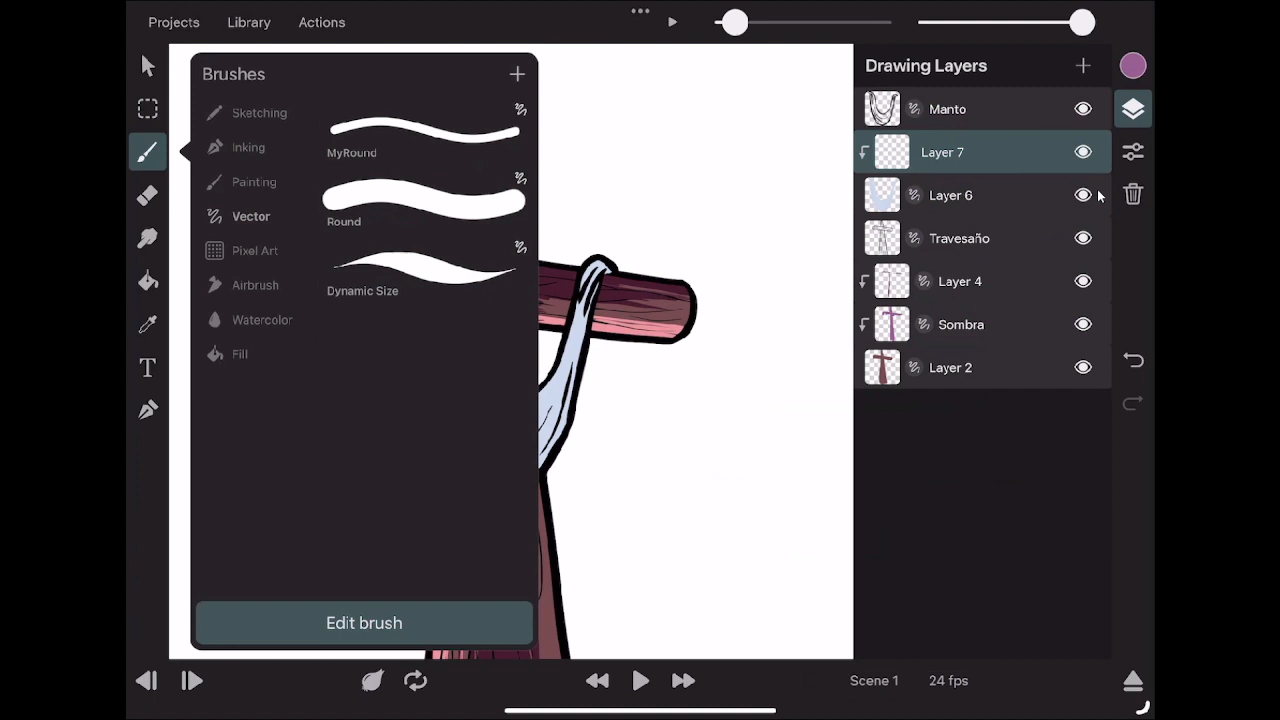 Projects Library Actions
Brushes
Sketching
Inking
Painting
Vector
Pixel Art
Airbrush
Watercolor
Fill
MyRound
Round
Dynamic Size
Edit brush
Drawing Layers
Manto
Layer 7
Layer 6
Travesaño
Layer 4
Sombra
Layer 2
T
Scene 1 24 fps